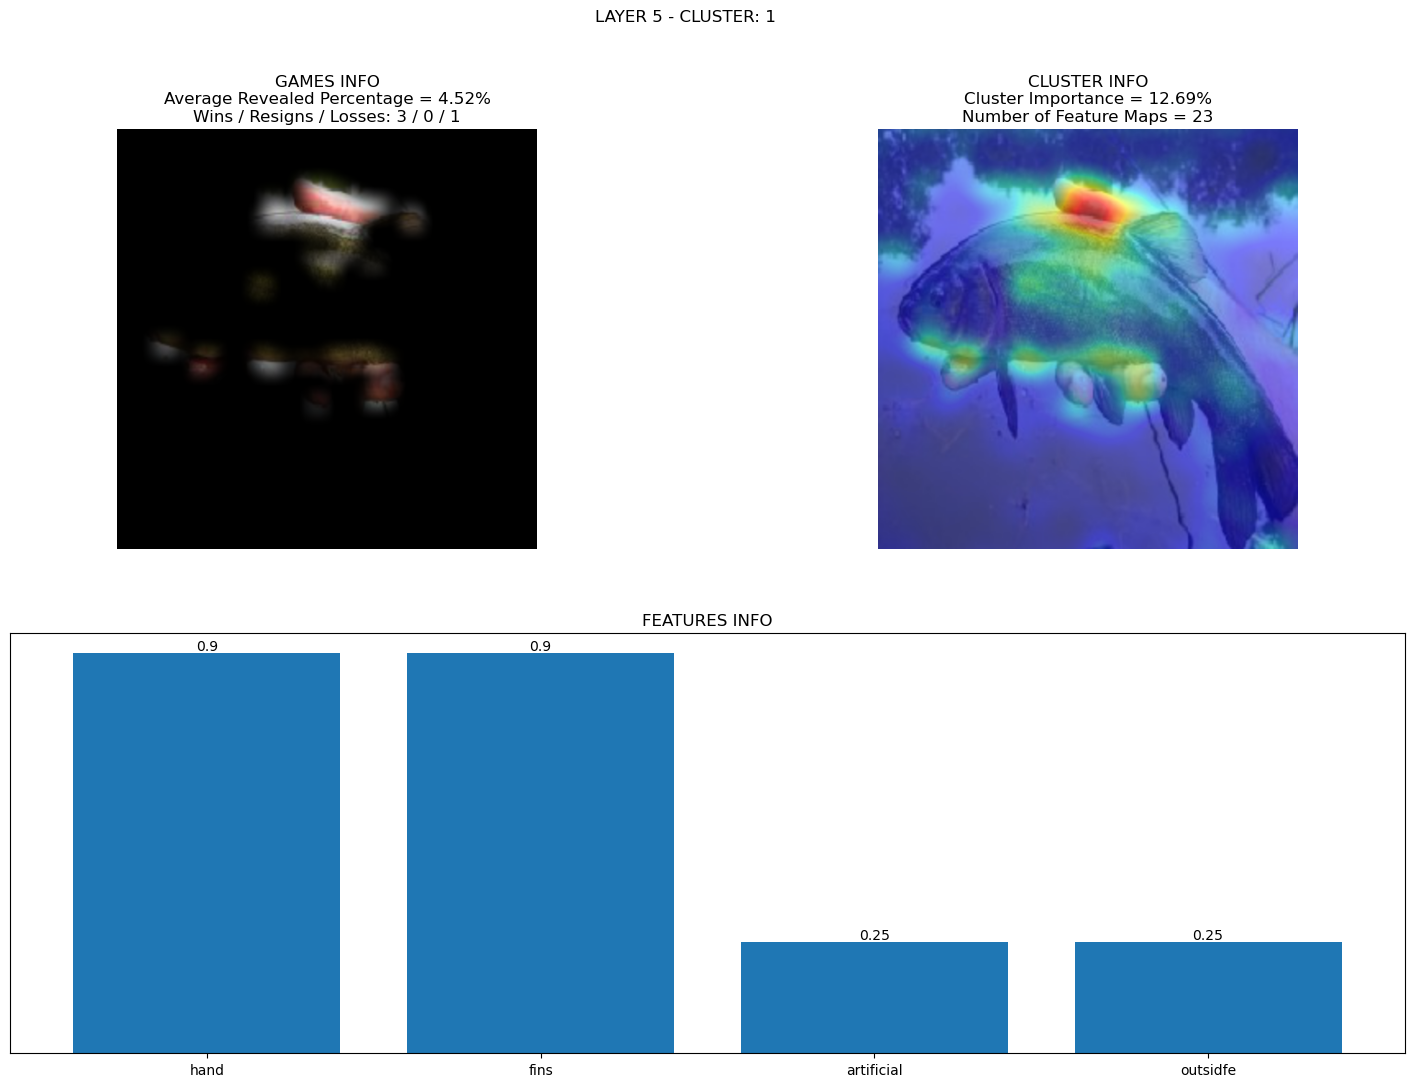 LAYER 5 - CLUSTER: 1
GAMES INFO
Average Revealed Percentage = 4.52%
Wins / Resigns / Losses: 3 / 0 / 1
CLUSTER INFO
Cluster Importance = 12.69%
Number of Feature Maps = 23
FEATURES INFO
0.9
0.9
0.25
0.25
hand
fins
artificial
outsidfe